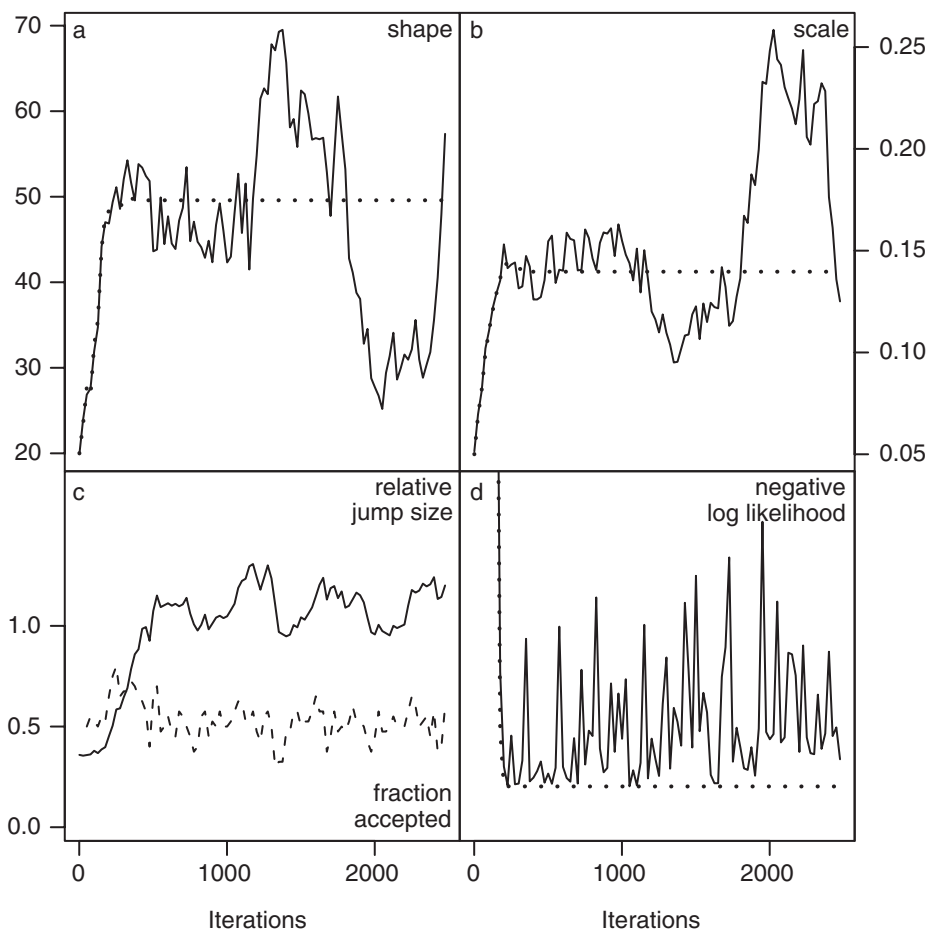 a
shape
70
60
50
40
30
20
b
scale
0.25
0.20
0.15
0.10
0.05
c
relative
jump size
1.0
0.5
0.0
fraction
accepted
d
negative
log likelihood
0
1000
2000
0
1000
2000
Iterations
Iterations